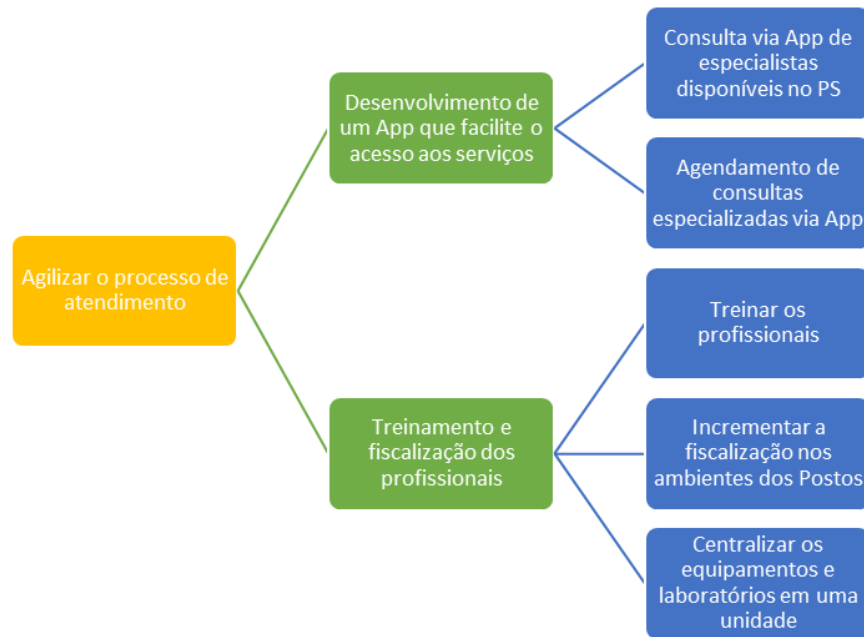 Consulta via App de
especialistas
disponíveis no PS
Desenvolvimento de
um App que facilite o
acesso aos serviços
Agendamento de
consultas
especializadas via App
Agilizar o processo de
atendimento
Treinar os
profissionais
Treinamento e
fiscalização dos
profissionais
Incrementar a
fiscalização nos
ambientes dos Postos
Centralizar os
equipamentos e
laboratórios em uma
unidade